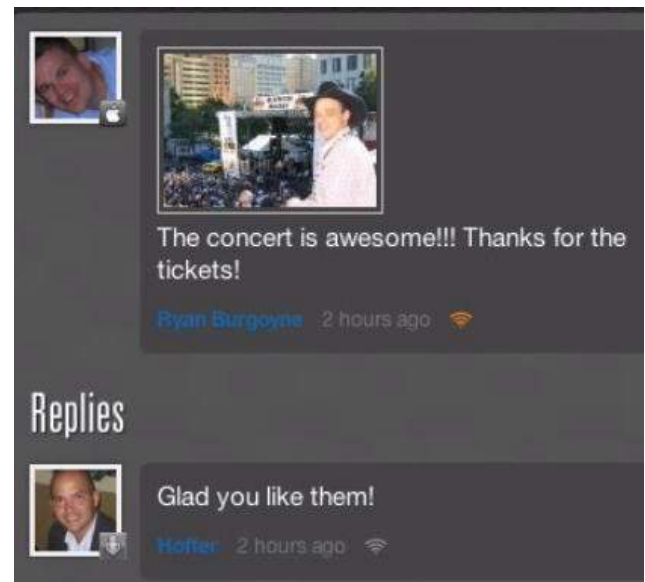 The concert is awesome!!! Thanks for the
tickets!
Ryan Burgoyne 2 hours ago
Replies
Glad you like them!
Hoffer 2 hours ago